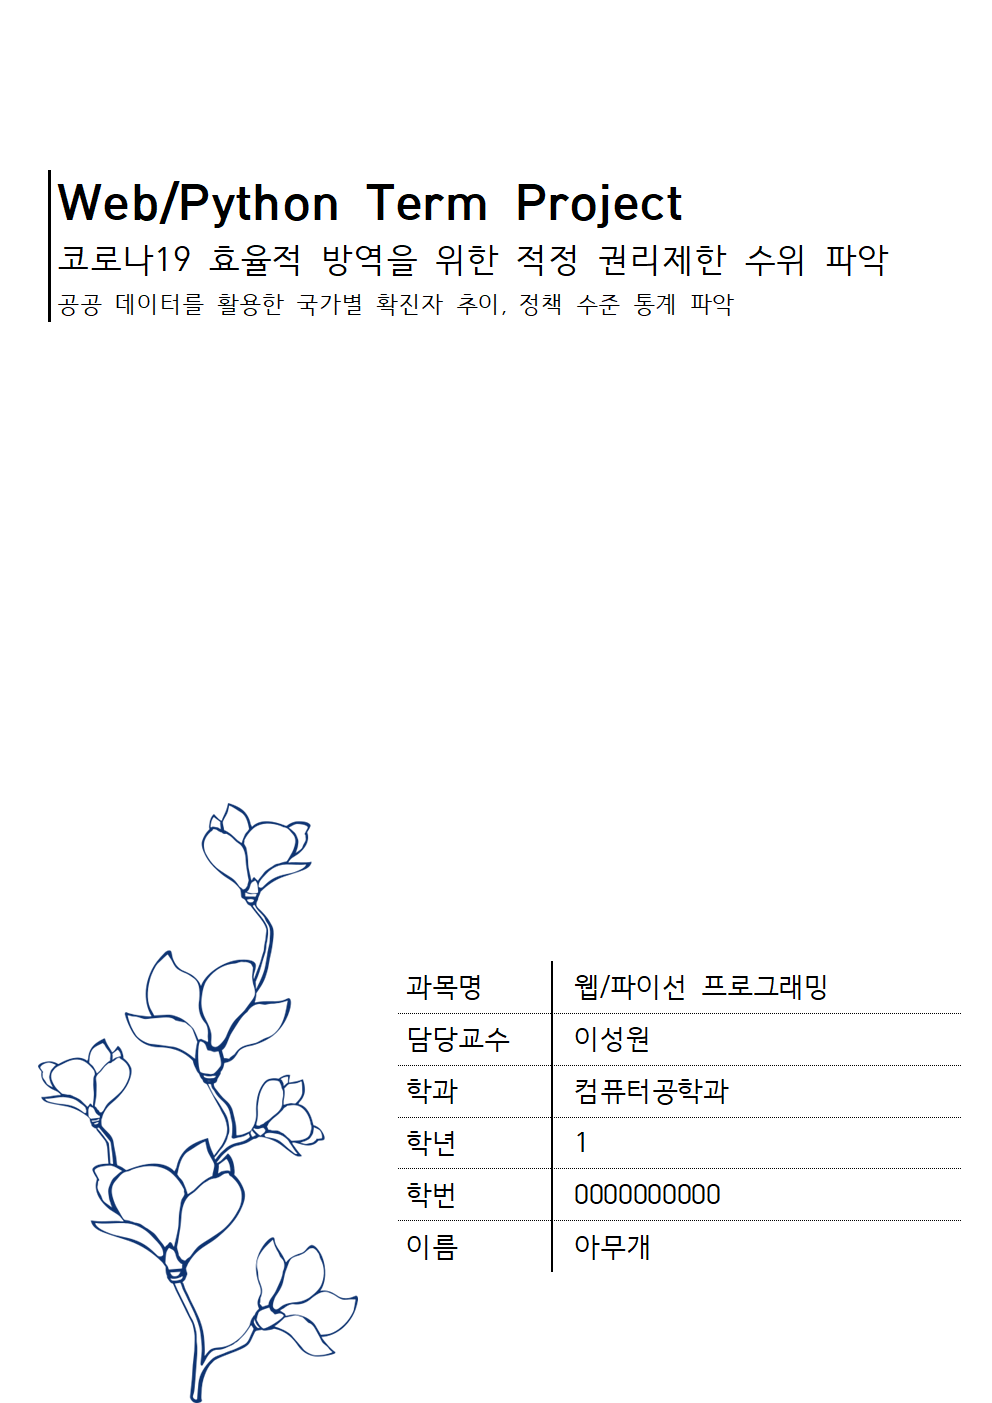 Web/Python Term Project
코로나19 효율적 방역을 위한 적정 권리제한 수위 파악
공공 데이터를 활용한 국가별 확진자 추이, 정책 수준 통계 파악
과목명 웹/파이선 프로그래밍
담당교수 이성원
학과 컴퓨터공학과
학년 1
학번 0000000000
이름 아무개